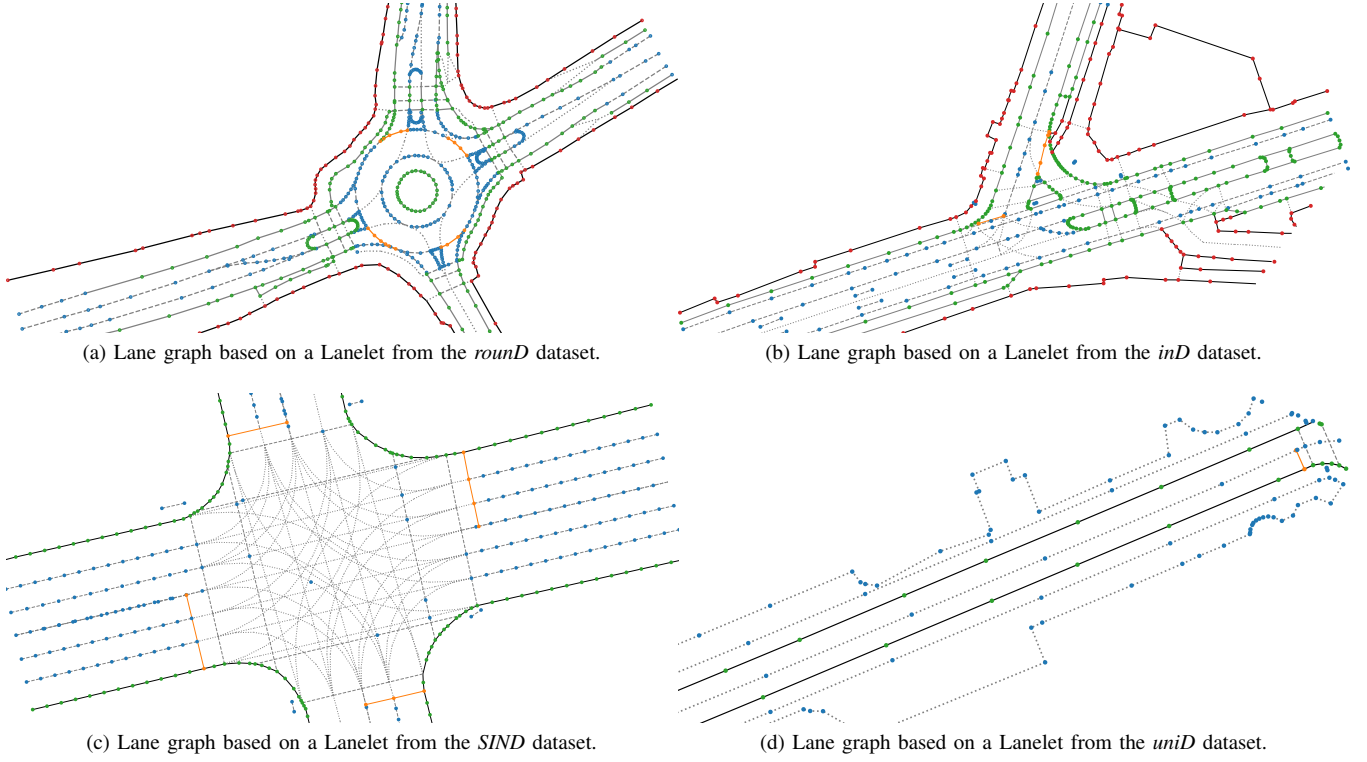 (a) Lane graph based on a Lanelet from the rounD dataset.
(b) Lane graph based on a Lanelet from the inD dataset.
(c) Lane graph based on a Lanelet from the SIND dataset.
(d) Lane graph based on a Lanelet from the uniD dataset.